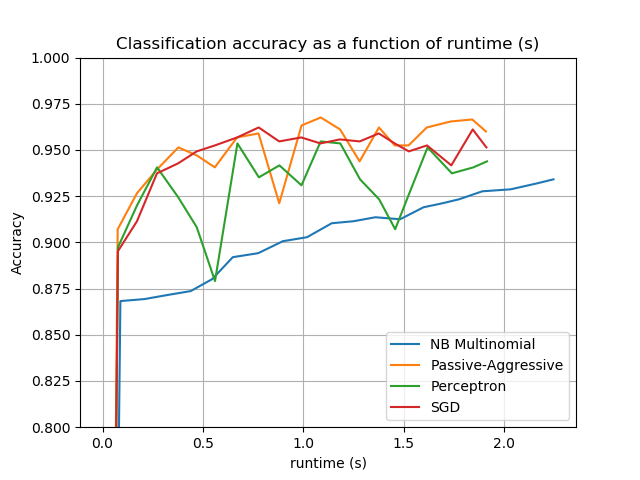 Classification accuracy as a function of runtime (s)
1.000
0.975
0.950
0.925
0.900
0.875
0.850
0.825
0.800
Accuracy
NB Multinomial
Passive-Aggressive
Perceptron
SGD
0.0 0.5 1.0 1.5 2.0
runtime (s)